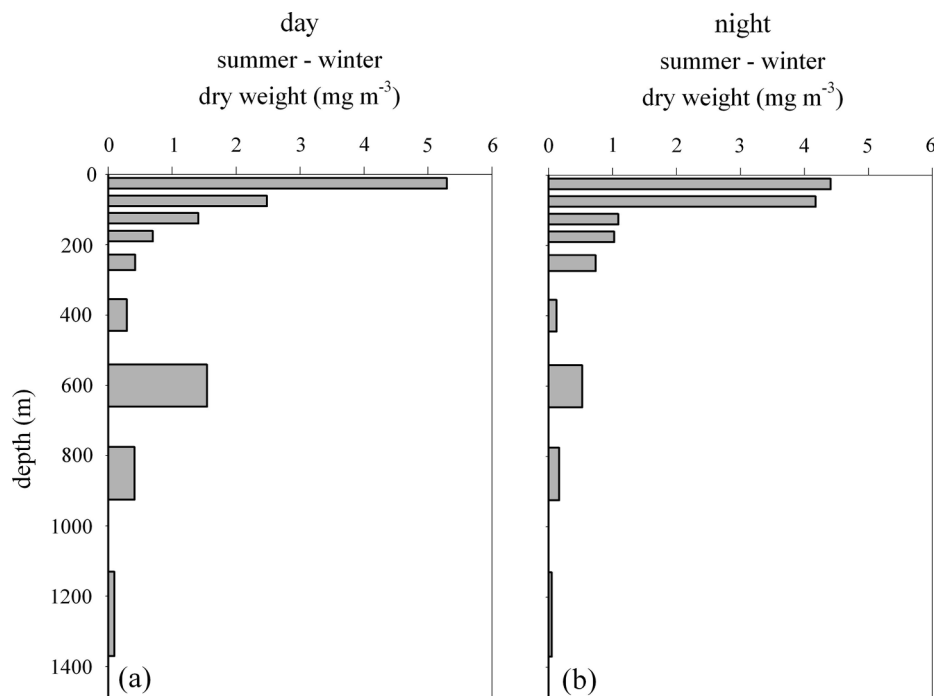 day
summer - winter
dry weight (mg m-3)
0 1 2 3 4 5 6
0
200
400
600
800
1000
1200
1400
depth (m)
(a)
night
summer - winter
dry weight (mg m-3)
0 1 2 3 4 5 6
(b)